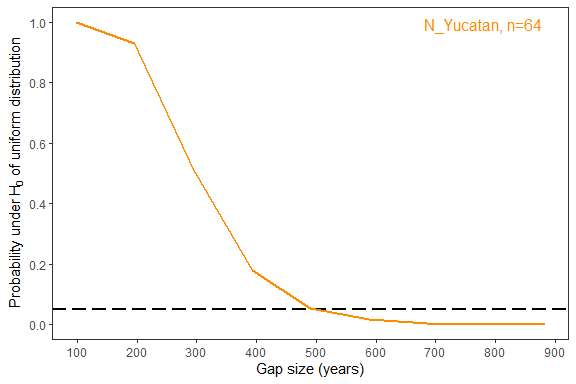 N_Yucatan, n=64
Probability under H₀ of uniform distribution
1.0
0.8
0.6
0.4
0.2
0.0
100 200 300 400 500 600 700 800 900
Gap size (years)